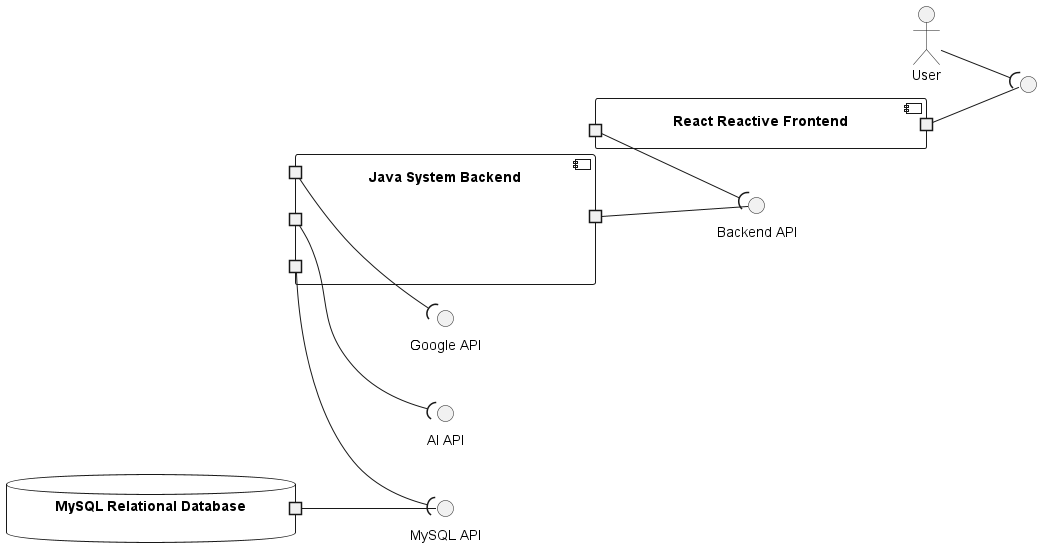 User
React Reactive Frontend
Java System Backend
Backend API
Google API
AI API
MySQL Relational Database
MySQL API